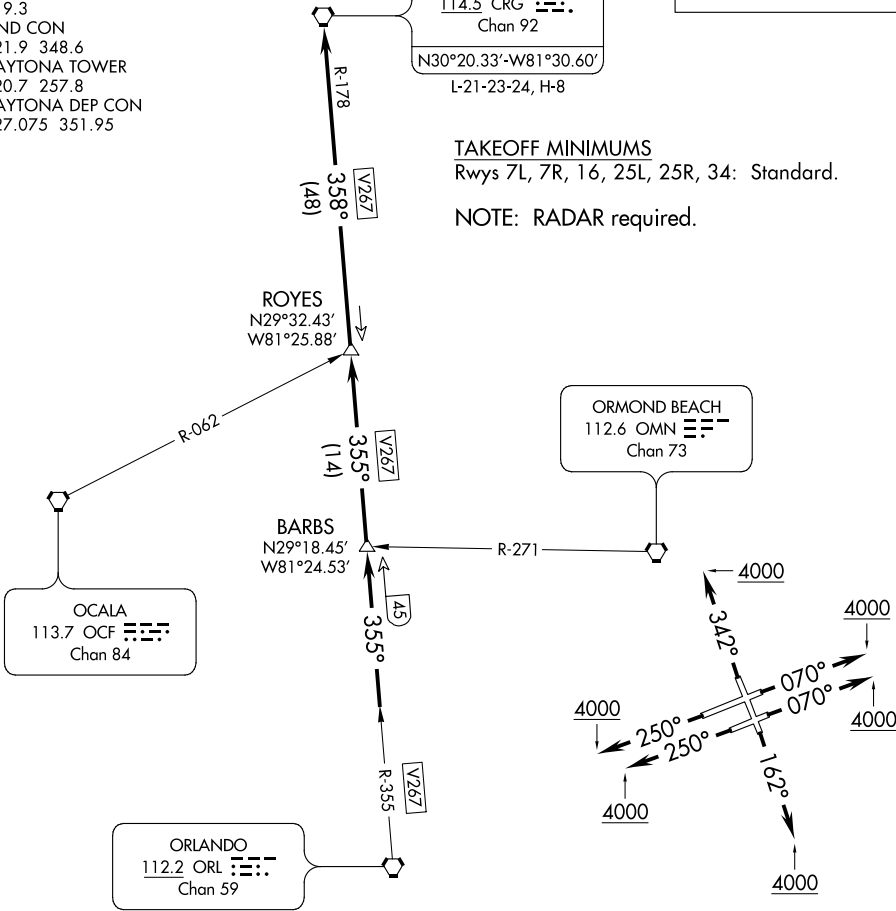 9.3
ND CON
21.9 348.6
AYTONA TOWER
20.7 257.8
AYTONA DEP CON
27.075 351.95
114.5 CRG
Chan 92
N30°20.33'-W81°30.60'
L-21-23-24, H-8
TAKEOFF MINIMUMS
Rwys 7L, 7R, 16, 25L, 25R, 34: Standard.
NOTE: RADAR required.
R-178
V267
358°
(48)
ROYES
N29°32.43'
W81°25.88'
R-062
V267
355°
(14)
ORMOND BEACH
112.6 OMN
Chan 73
BARBS
N29°18.45'
W81°24.53'
R-271
45
355°
OCALA
113.7 OCF
Chan 84
R-355
V267
ORLANDO
112.2 ORL
Chan 59
4000
342°
4000
070°
070°
4000
4000
250°
250°
4000
162°
4000